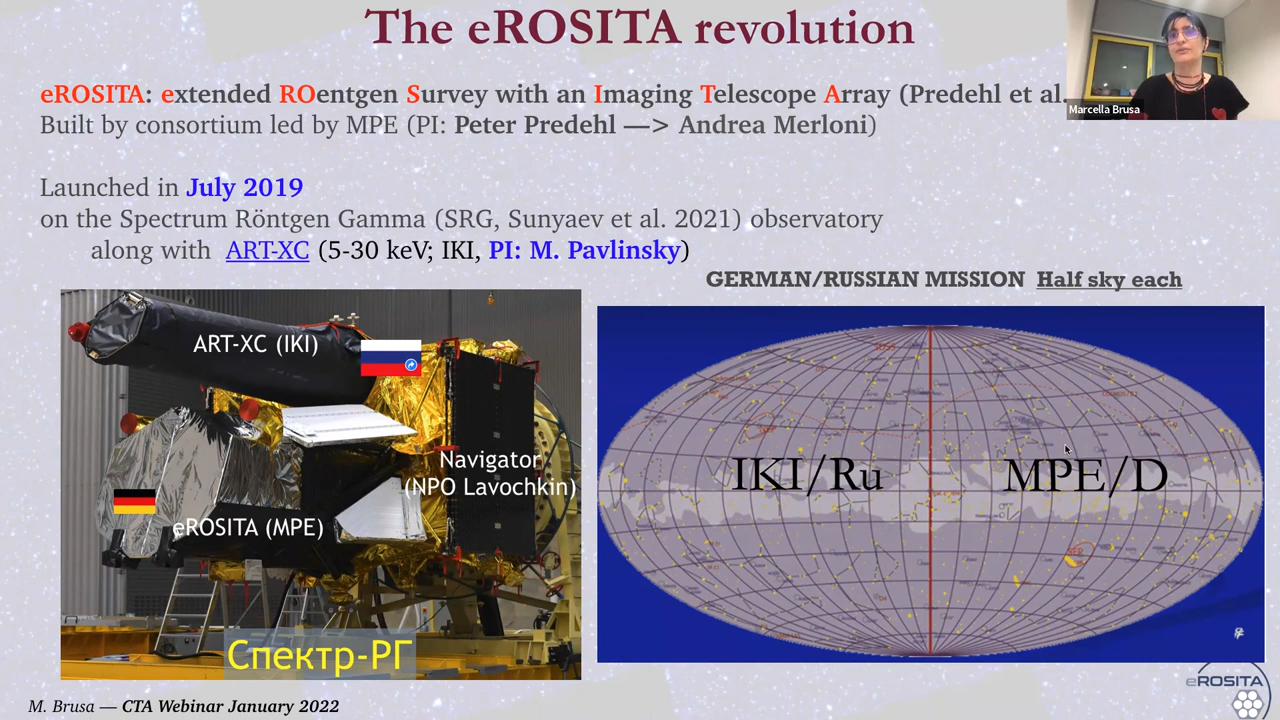 The eROSITA revolution
eROSITA: extended ROentgen Survey with an Imaging Telescope Array (Predehl et al.
Marcella Brusa
Built by consortium led by MPE (PI: Peter Predehl —> Andrea Merloni)
Launched in July 2019
on the Spectrum Röntgen Gamma (SRG, Sunyaev et al. 2021) observatory
along with ART-XC (5-30 keV; IKI, PI: M. Pavlinsky)
GERMAN/RUSSIAN MISSION Half sky each
ART-XC (IKI)
Navigator
(NPO Lavochkin)
eROSITA (MPE)
Спектр-РГ
IKI/Ru
MPE/D
SEP
eROSITA
M. Brusa — CTA Webinar January 2022